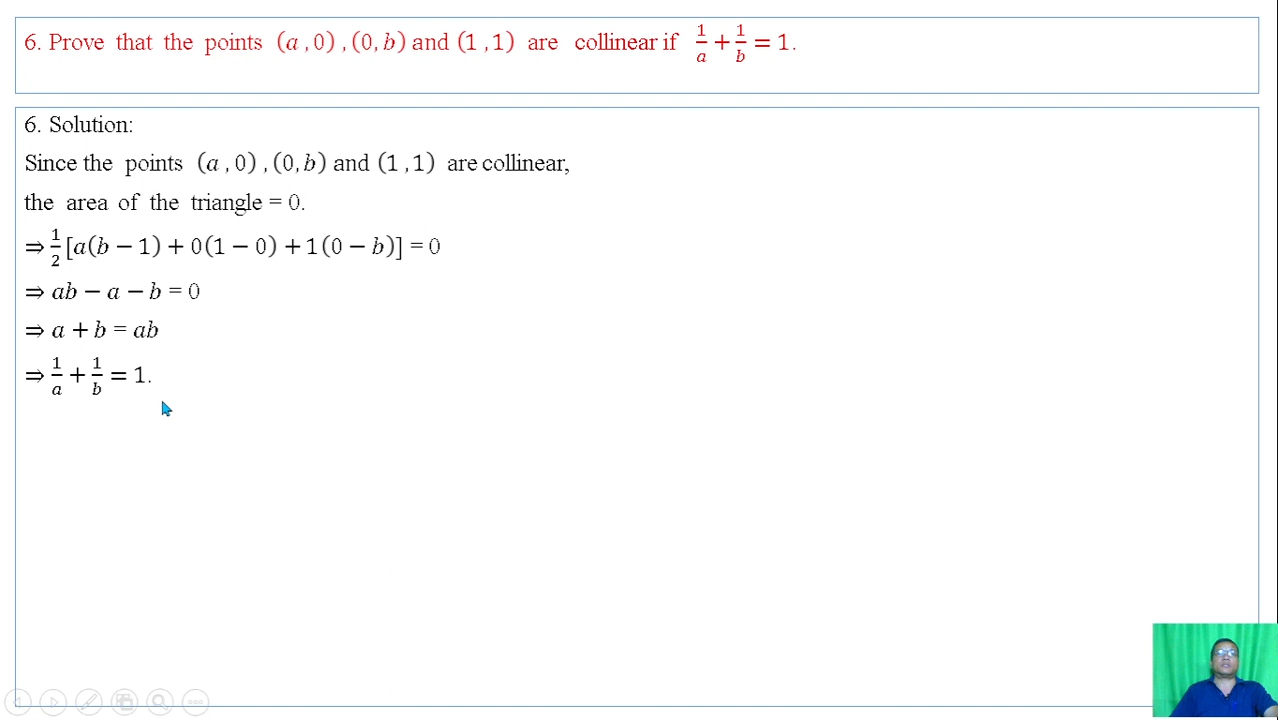 6. Prove that the points (a , 0) , (0, b) and (1 , 1) are collinear if 1/a + 1/b = 1.
6. Solution:
Since the points (a , 0) , (0, b) and (1 , 1) are collinear,
the area of the triangle = 0.
⇒ 1/2 [a(b − 1) + 0(1 − 0) + 1(0 − b)] = 0
⇒ ab − a − b = 0
⇒ a + b = ab
⇒ 1/a + 1/b = 1.